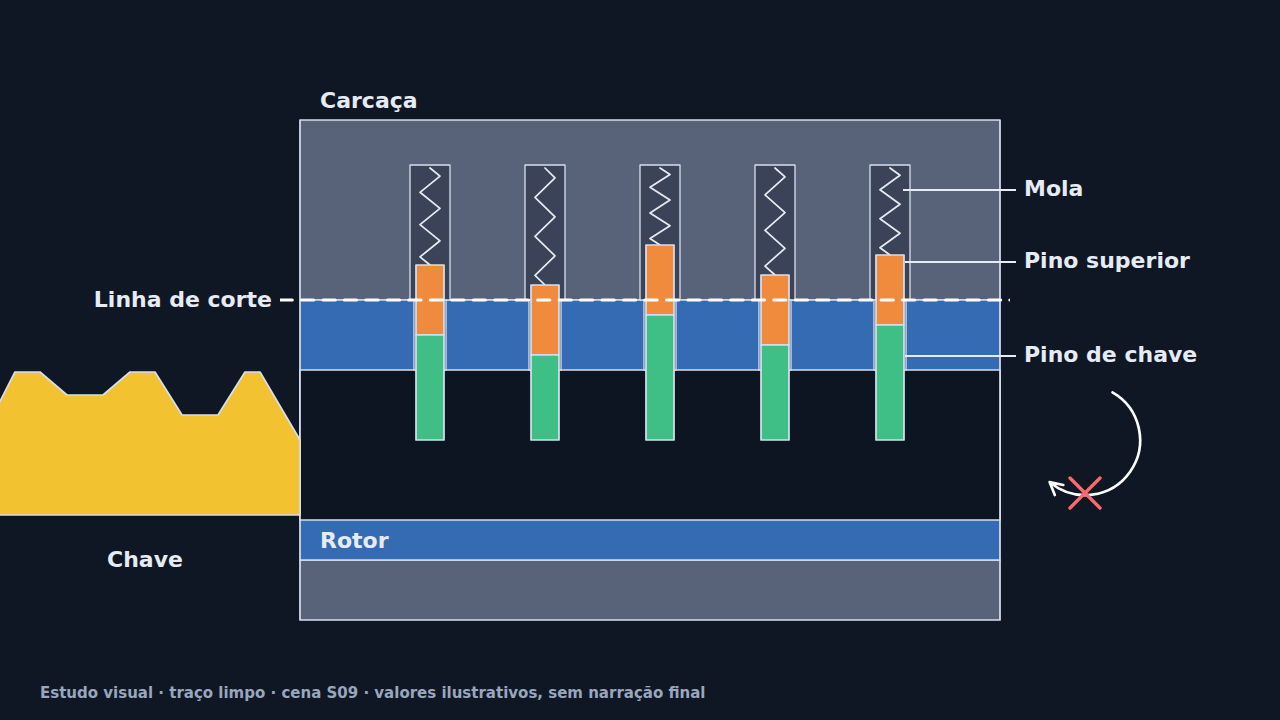 Carcaça
Mola
Pino superior
Linha de corte
Pino de chave
Rotor
Chave
Estudo visual · traço limpo · cena S09 · valores ilustrativos, sem narração final